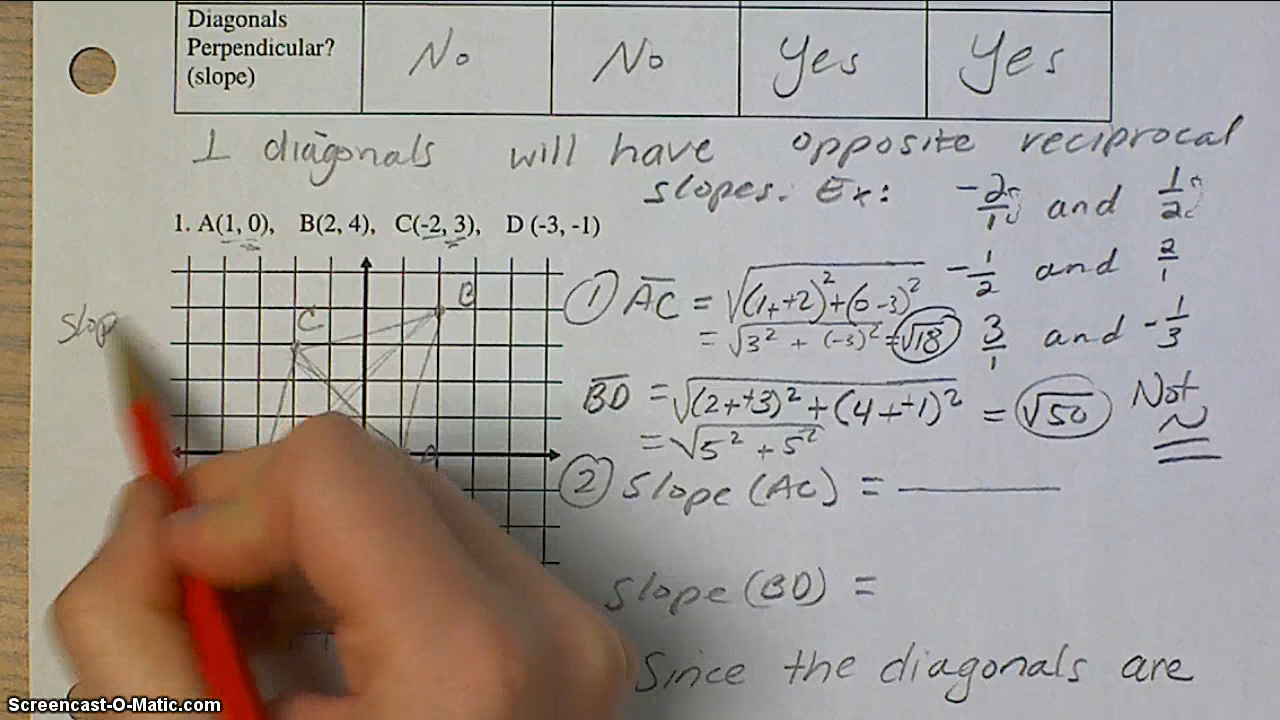 Diagonals
Perpendicular?
(slope)
No
No
Yes
Yes
⊥ diagonals will have opposite reciprocal
slopes. Ex: -2/1 and 1/2
1. A(1, 0), B(2, 4), C(-2, 3), D (-3, -1)
-1/2 and 2/1
① AC = √(1++2)²+(0-3)²
= √3² + (-3)² = √18
3/1 and -1/3
BD = √(2++3)²+(4++1)² = √50 Not ≅
= √5² + 5²
② Slope (AC) =
Slope (BD) =
Since the diagonals are
Slop
C
B
A
Screencast-O-Matic.com